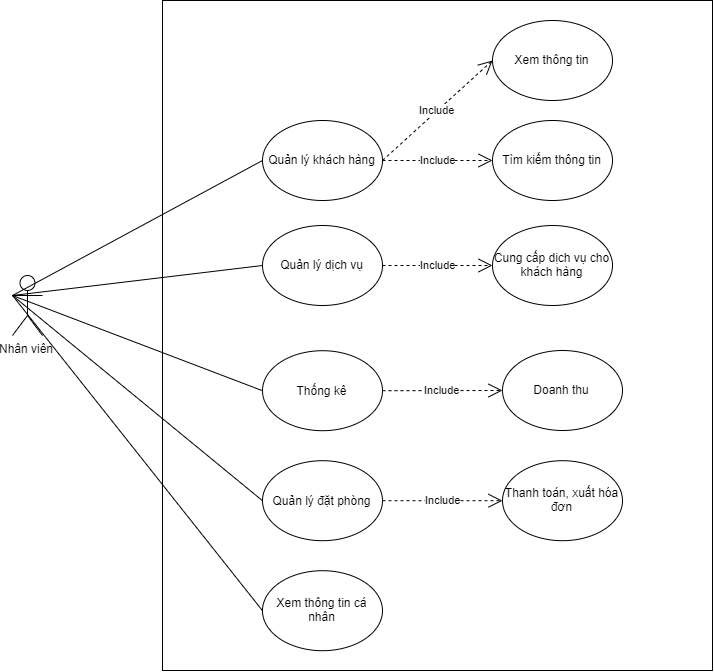 Xem thông tin
Include
Quản lý khách hàng
Include
Tìm kiếm thông tin
Quản lý dịch vụ
Include
Cung cấp dịch vụ cho
khách hàng
Nhân viên
Thống kê
Include
Doanh thu
Quản lý đặt phòng
Include
Thanh toán, xuất hóa
đơn
Xem thông tin cá
nhân